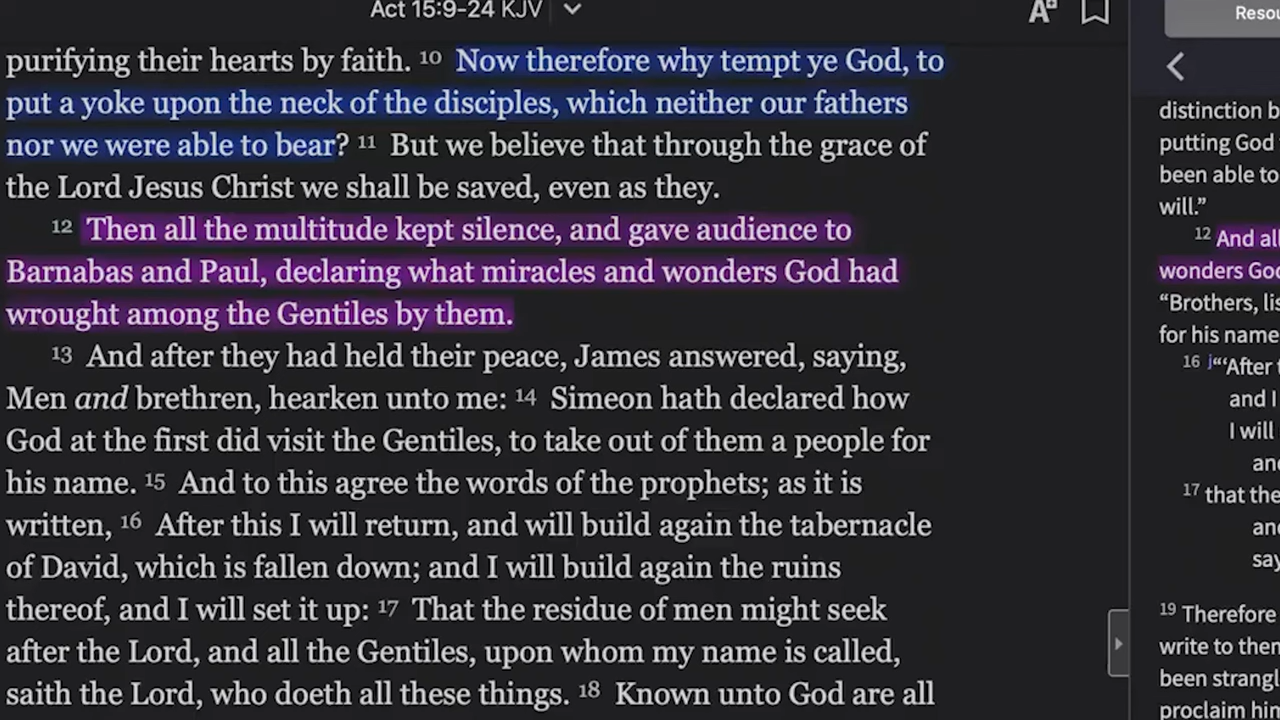 Act 15:9–24 KJV
purifying their hearts by faith. 10 Now therefore why tempt ye God, to
put a yoke upon the neck of the disciples, which neither our fathers
nor we were able to bear? 11 But we believe that through the grace of
the Lord Jesus Christ we shall be saved, even as they.
12 Then all the multitude kept silence, and gave audience to
Barnabas and Paul, declaring what miracles and wonders God had
wrought among the Gentiles by them.
13 And after they had held their peace, James answered, saying,
Men and brethren, hearken unto me: 14 Simeon hath declared how
God at the first did visit the Gentiles, to take out of them a people for
his name. 15 And to this agree the words of the prophets; as it is
written, 16 After this I will return, and will build again the tabernacle
of David, which is fallen down; and I will build again the ruins
thereof, and I will set it up: 17 That the residue of men might seek
after the Lord, and all the Gentiles, upon whom my name is called,
saith the Lord, who doeth all these things. 18 Known unto God are all
distinction
putting God
been able to
will.”
12 And all
wonders God
“Brothers,
for his name
16 j“‘After
and I
I will
17 that the
19 Therefore
write to them
been
proclaim him